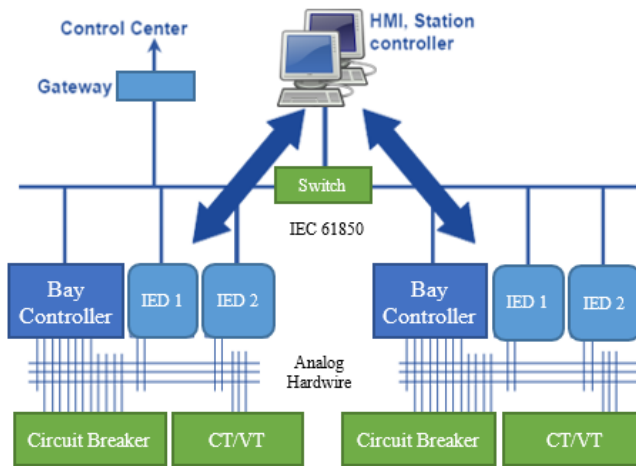 Control Center
Gateway
HMI, Station
controller
Switch
IEC 61850
Bay
Controller
IED 1
IED 2
Bay
Controller
IED 1
IED 2
Analog
Hardwire
Circuit Breaker
CT/VT
Circuit Breaker
CT/VT